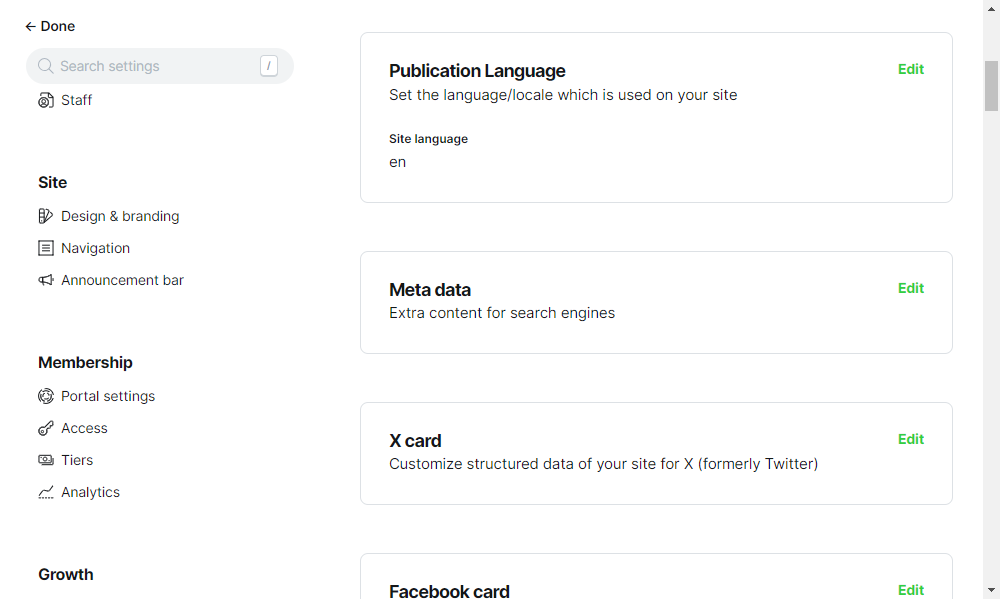 ← Done
Search settings /
Staff
Site
Design & branding
Navigation
Announcement bar
Membership
Portal settings
Access
Tiers
Analytics
Growth
Publication Language
Edit
Set the language/locale which is used on your site
Site language
en
Meta data
Edit
Extra content for search engines
X card
Edit
Customize structured data of your site for X (formerly Twitter)
Facebook card
Edit